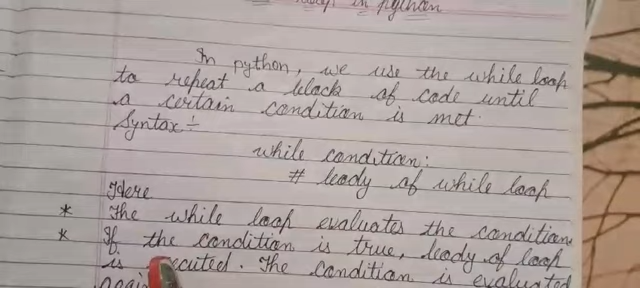 in python
In python, we use the while loop
to repeat a block of code until
a certain condition is met.
Syntax :-
while condition:
# body of while loop
Here
* The while loop evaluates the condition
* If the condition is true, body of loop
is The condition is evaluated